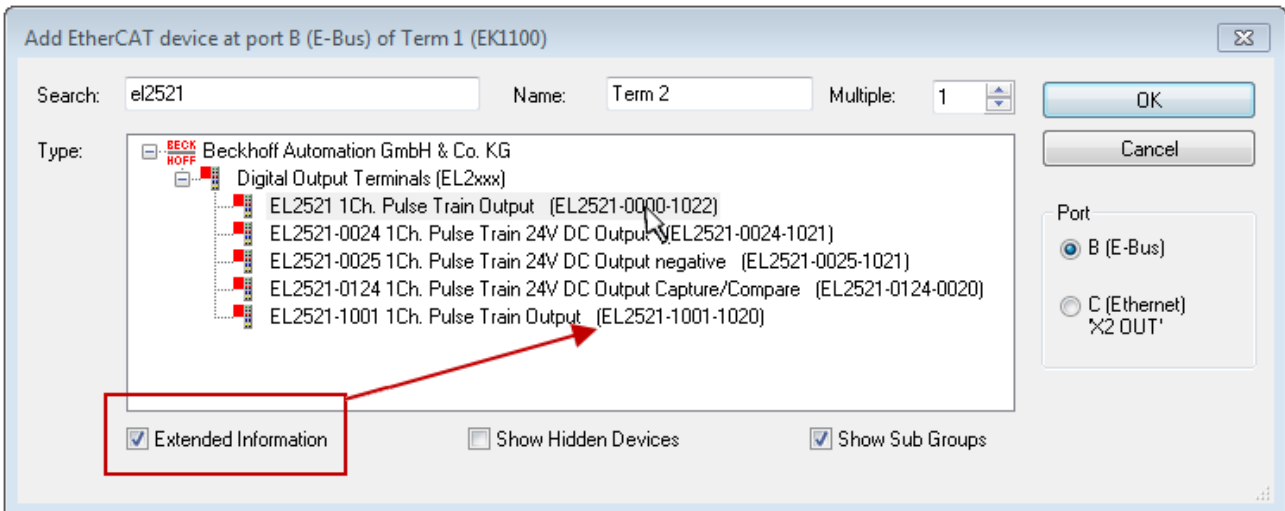 Add EtherCAT device at port B (E-Bus) of Term 1 (EK1100)
Search: el2521 Name: Term 2 Multiple: 1 OK
Cancel
Type: BECKHOFF Beckhoff Automation GmbH & Co. KG
Digital Output Terminals (EL2xxx)
EL2521 1Ch. Pulse Train Output (EL2521-0000-1022)
EL2521-0024 1Ch. Pulse Train 24V DC Output (EL2521-0024-1021)
EL2521-0025 1Ch. Pulse Train 24V DC Output negative (EL2521-0025-1021)
EL2521-0124 1Ch. Pulse Train 24V DC Output Capture/Compare (EL2521-0124-0020)
EL2521-1001 1Ch. Pulse Train Output (EL2521-1001-1020)
Port
B (E-Bus)
C (Ethernet)
'X2 OUT'
Extended Information Show Hidden Devices Show Sub Groups